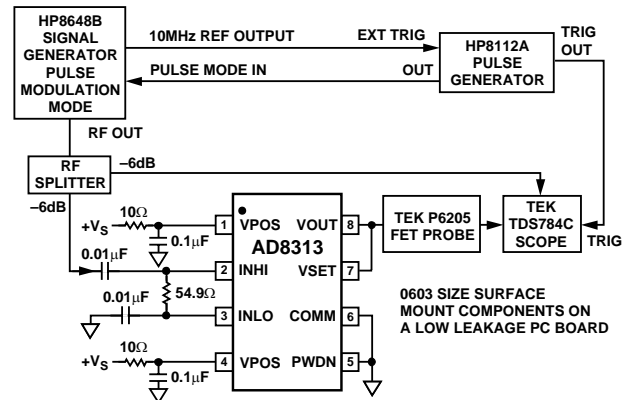 HP8648B
SIGNAL
GENERATOR
PULSE
MODULATION
MODE
10MHz REF OUTPUT
EXT TRIG
HP8112A
PULSE
GENERATOR
TRIG
OUT
PULSE MODE IN
OUT
RF OUT
RF
SPLITTER
–6dB
–6dB
+VS
10Ω
0.1µF
0.01µF
54.9Ω
0.01µF
+VS
10Ω
0.1µF
1
VPOS
2
INHI
3
INLO
4
VPOS
AD8313
VOUT
8
VSET
7
COMM
6
PWDN
5
TEK P6205
FET PROBE
TEK
TDS784C
SCOPE
TRIG
0603 SIZE SURFACE
MOUNT COMPONENTS ON
A LOW LEAKAGE PC BOARD